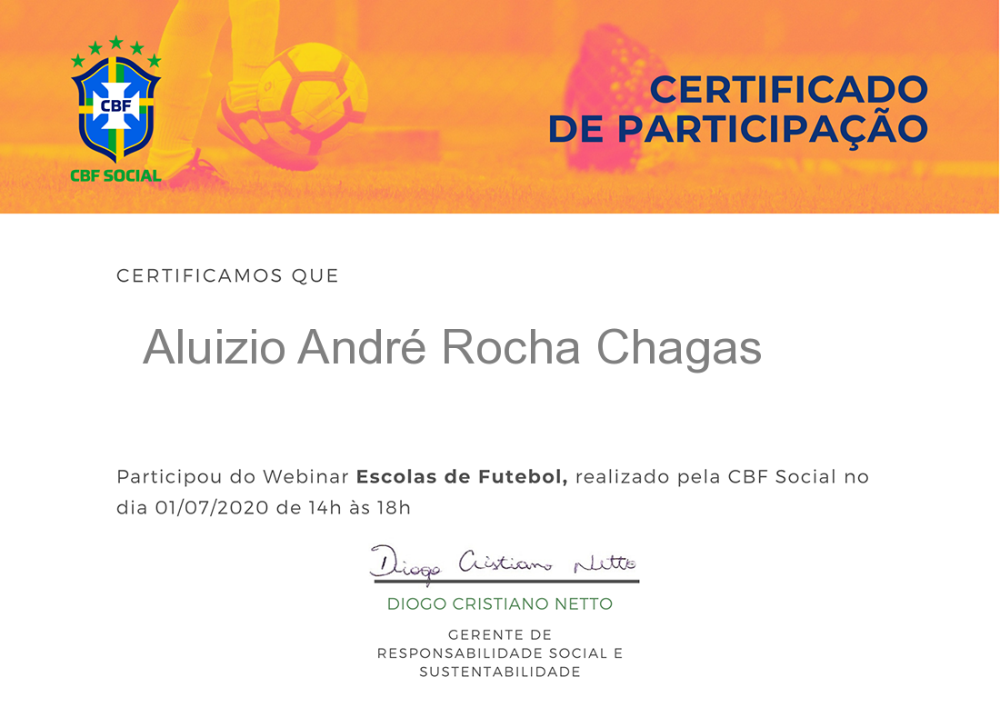 CBF
CBF SOCIAL
CERTIFICADO
DE PARTICIPAÇÃO
CERTIFICAMOS QUE
Aluizio André Rocha Chagas
Participou do Webinar Escolas de Futebol, realizado pela CBF Social no
dia 01/07/2020 de 14h às 18h
Diogo Cristiano Netto
DIOGO CRISTIANO NETTO
GERENTE DE
RESPONSABILIDADE SOCIAL E
SUSTENTABILIDADE